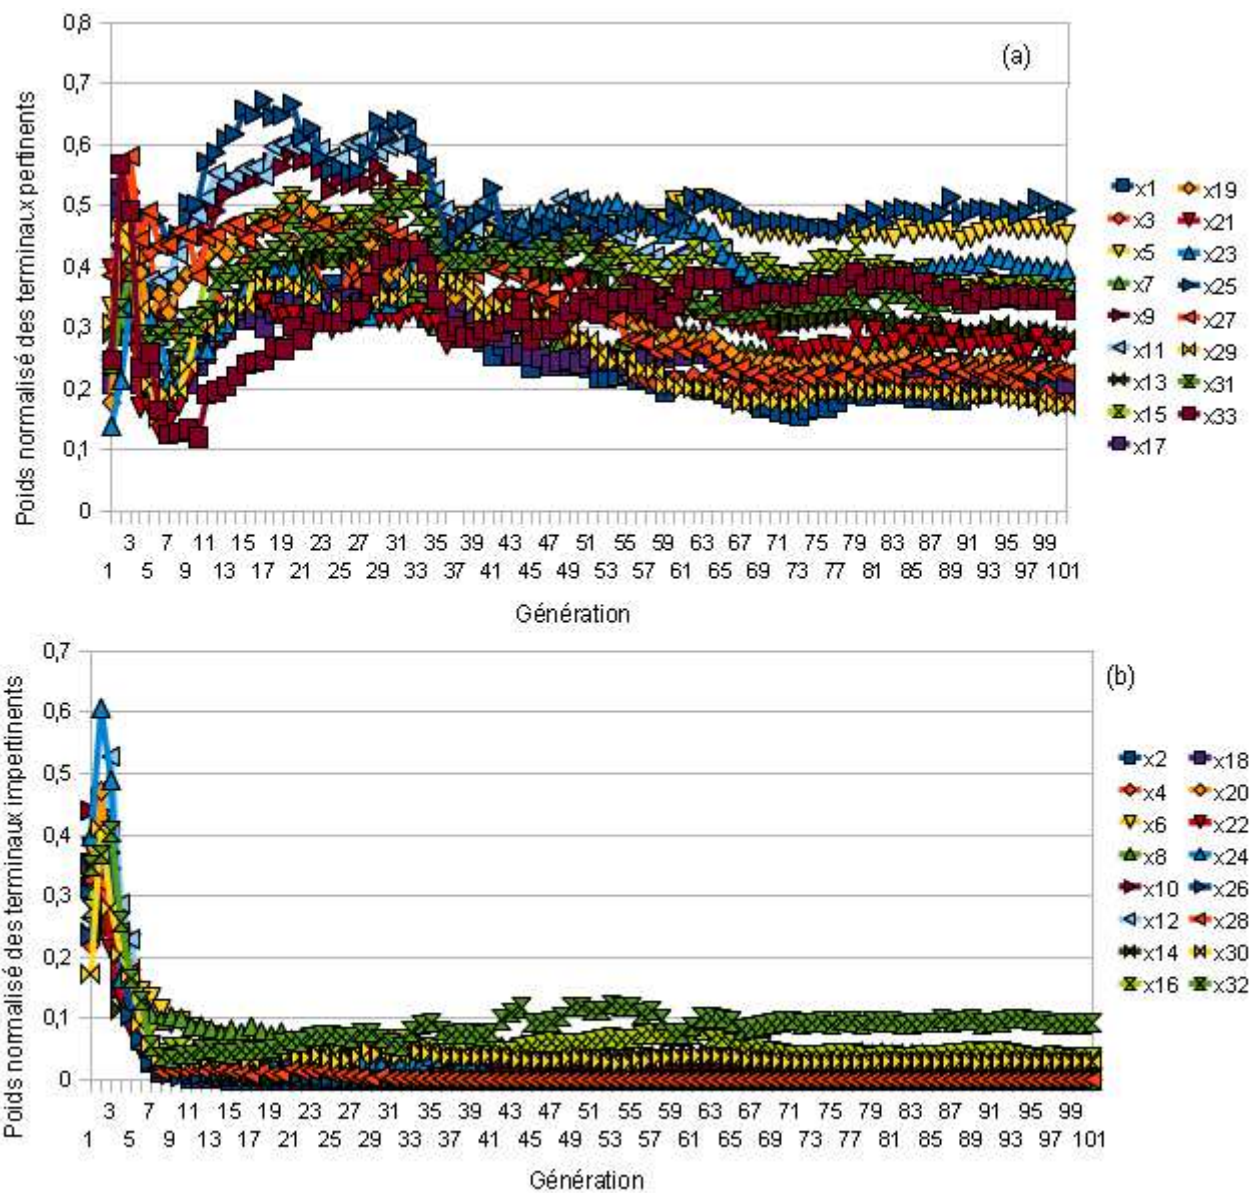 Poids normalisé des terminaux pertinents
0,8
0,7
0,6
0,5
0,4
0,3
0,2
0,1
0
(a)
3 7 11 15 19 23 27 31 35 39 43 47 51 55 59 63 67 71 75 79 83 87 91 95 99
1 5 9 13 17 21 25 29 33 37 41 45 49 53 57 61 65 69 73 77 81 85 89 93 97 101
Génération
x1 x19
x3 x21
x5 x23
x7 x25
x9 x27
x11 x29
x13 x31
x15 x33
x17
Poids normalisé des terminaux impertinents
0,7
0,6
0,5
0,4
0,3
0,2
0,1
0
(b)
3 7 11 15 19 23 27 31 35 39 43 47 51 55 59 63 67 71 75 79 83 87 91 95 99
1 5 9 13 17 21 25 29 33 37 41 45 49 53 57 61 65 69 73 77 81 85 89 93 97 101
Génération
x2 x18
x4 x20
x6 x22
x8 x24
x10 x26
x12 x28
x14 x30
x16 x32